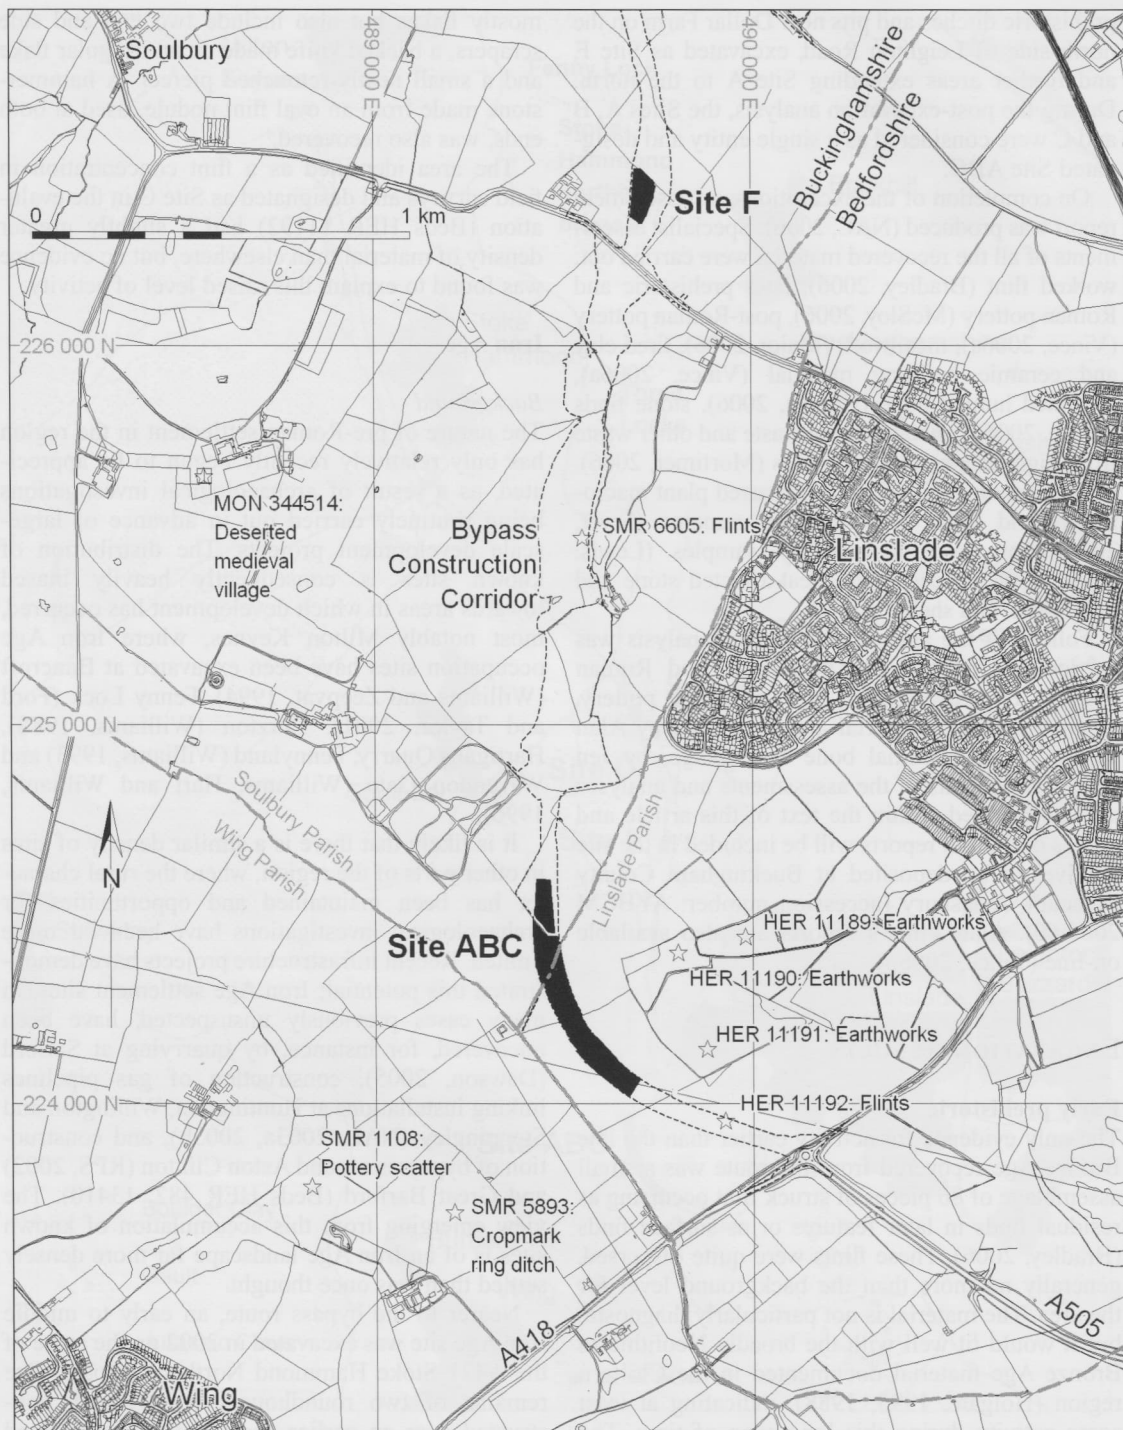 Soulbury
489 000 E
490 000 E
Buckinghamshire
Bedfordshire
Site F
0
1 km
226 000 N
MON 344514:
Deserted
medieval
village
Bypass
Construction
Corridor
SMR 6605: Flints
Linslade
225 000 N
Soulbury Parish
Wing Parish
Linslade Parish
N
Site ABC
HER 11189: Earthworks
HER 11190: Earthworks
HER 11191: Earthworks
224 000 N
HER 11192: Flints
SMR 1108:
Pottery scatter
SMR 5893:
Cropmark
ring ditch
A418
A505
Wing